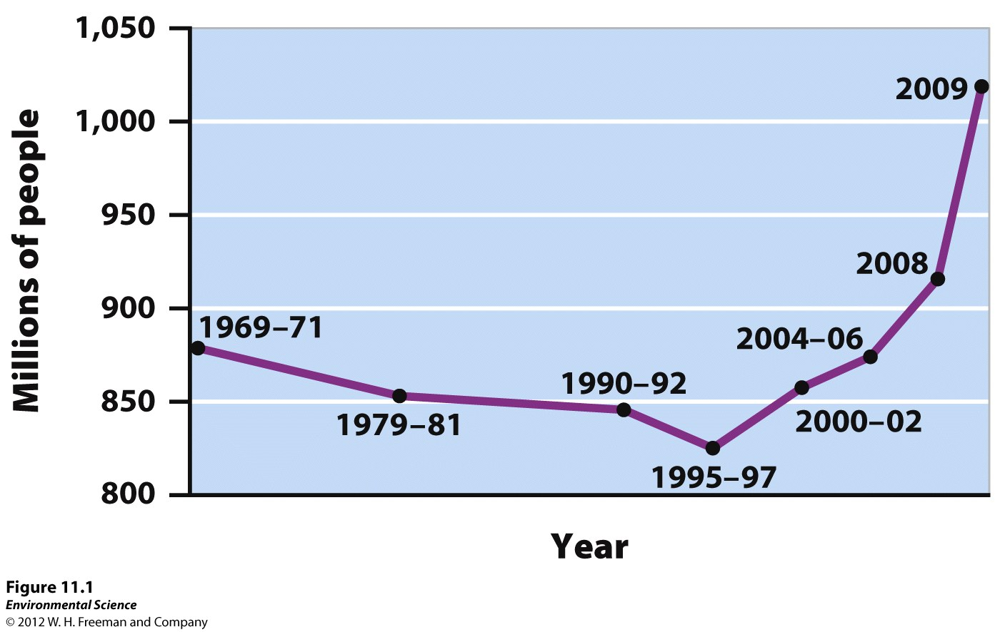 1,050
1,000
950
900
850
800
Millions of people
1969–71
1979–81
1990–92
1995–97
2000–02
2004–06
2008
2009
Year
Figure 11.1
Environmental Science
© 2012 W. H. Freeman and Company